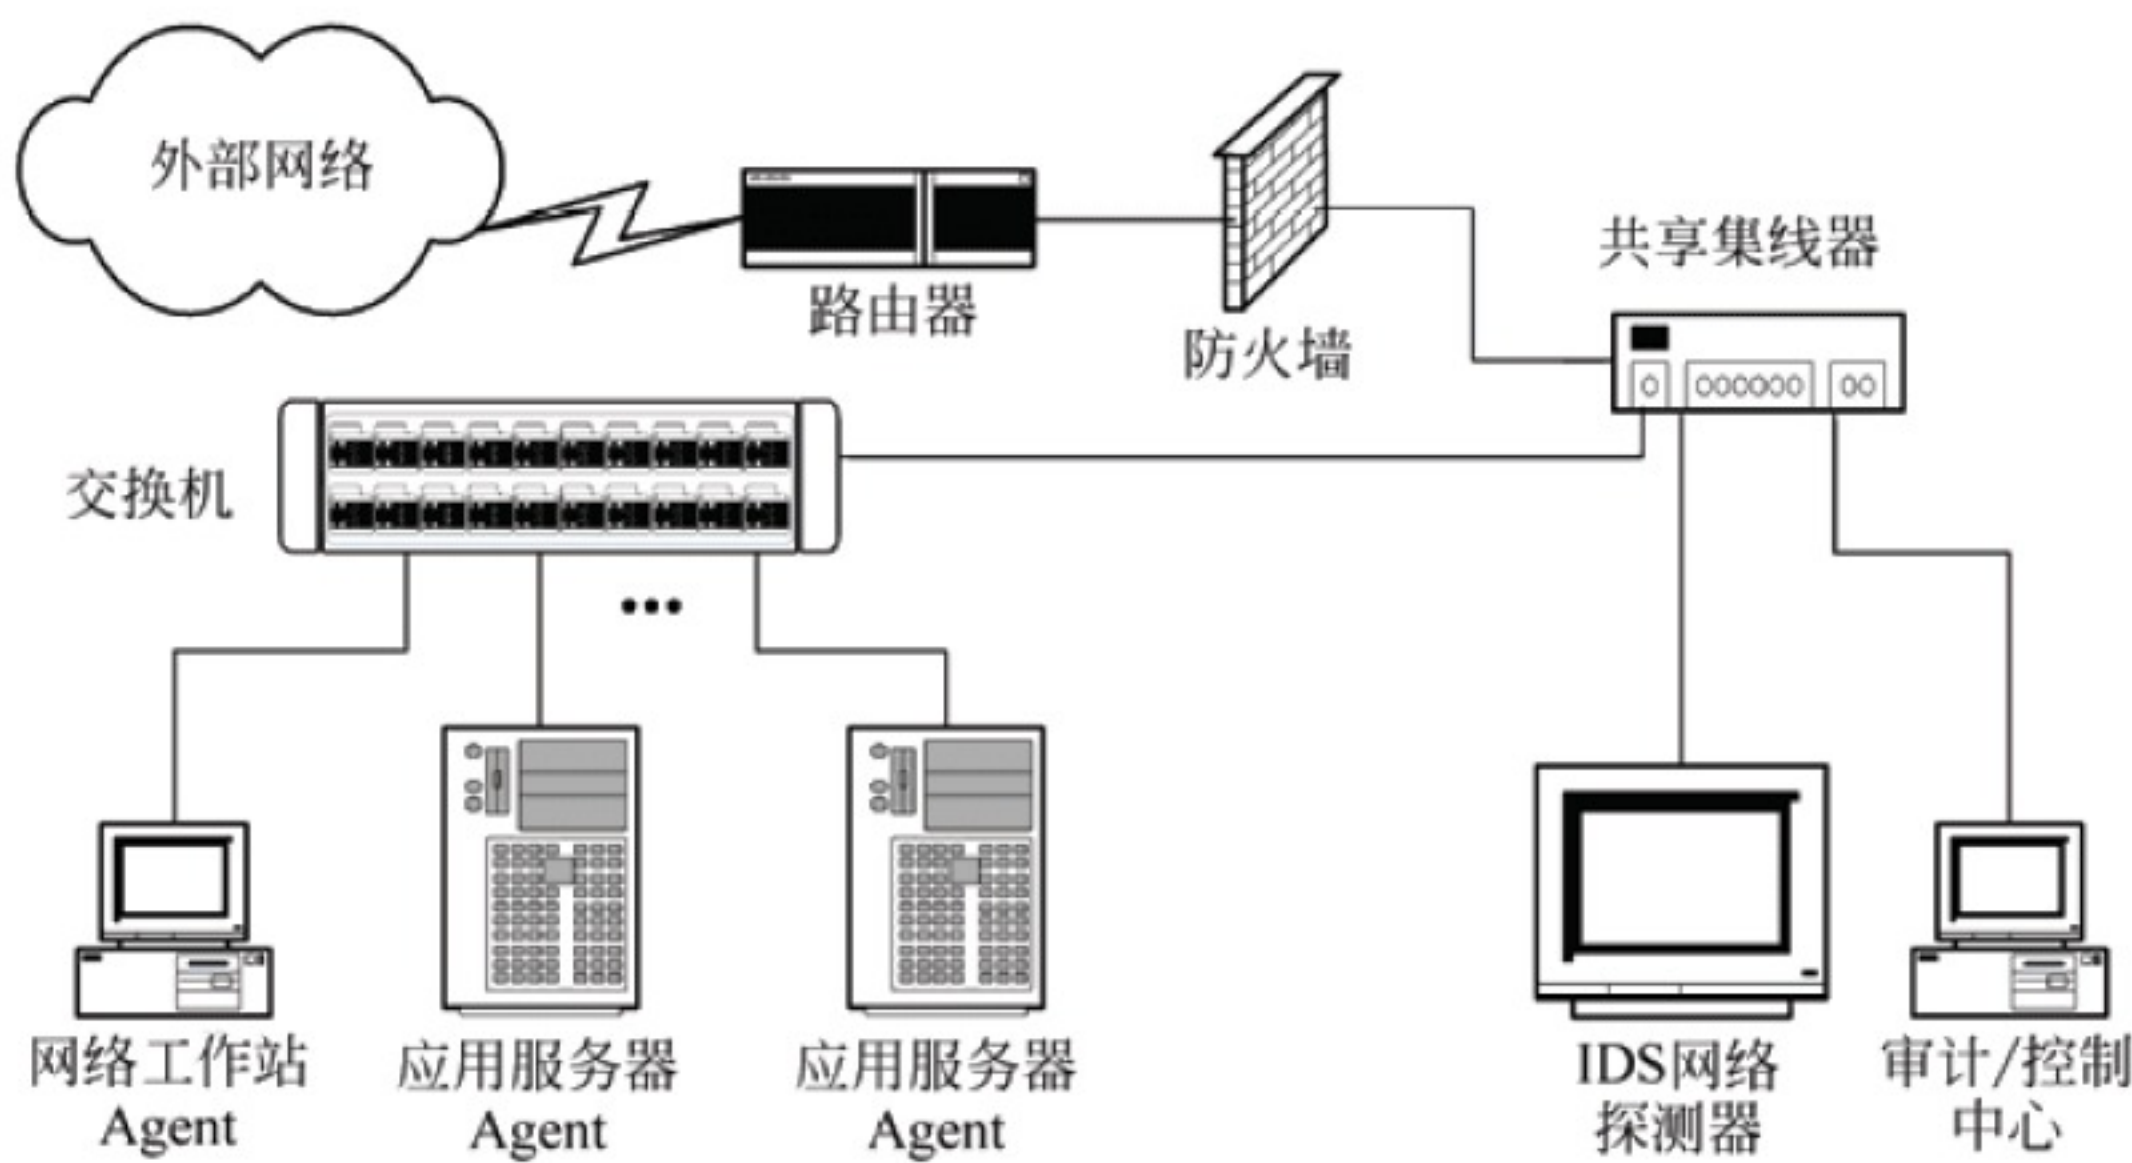 外部网络
路由器
防火墙
共享集线器
交换机
网络工作站
Agent
应用服务器
Agent
应用服务器
Agent
IDS网络
探测器
审计/控制
中心